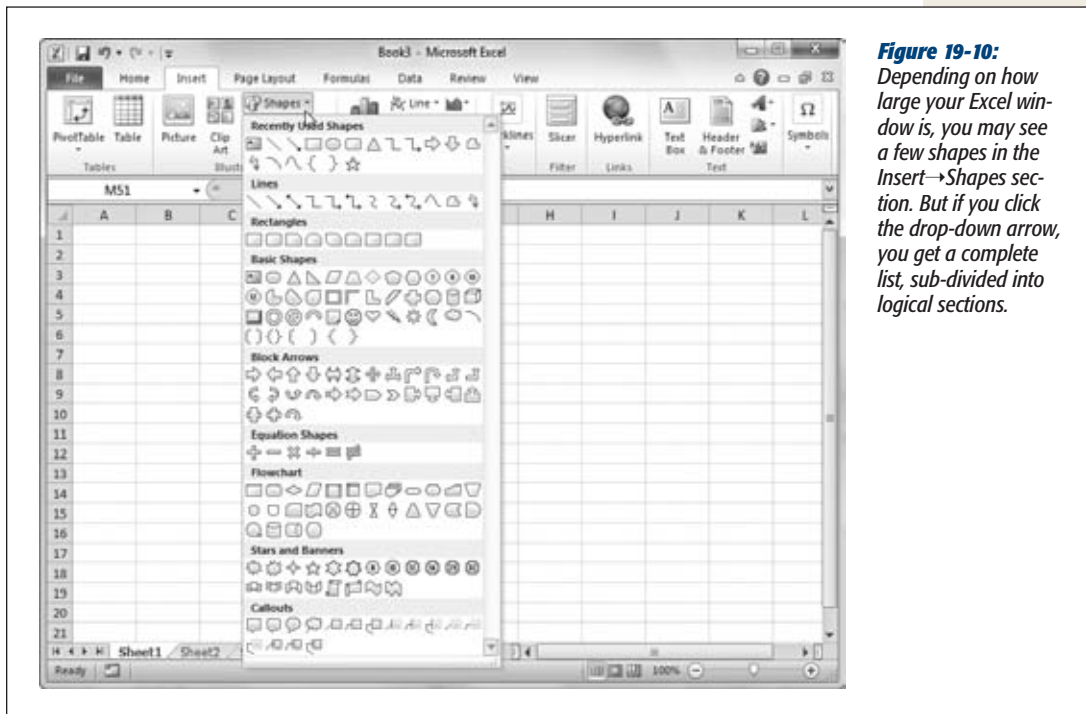 Book3 - Microsoft Excel
File Home Insert Page Layout Formulas Data Review View
PivotTable Table Picture Clip Art Shapes Line Slicer Hyperlink Text Box Header & Footer Symbols
Tables Filter Links Text
M51
A B C H I J K L
Recently Used Shapes
Lines
Rectangles
Basic Shapes
Block Arrows
Equation Shapes
Flowchart
Stars and Banners
Callouts
1
2
3
4
5
6
7
8
9
10
11
12
13
14
15
16
17
18
19
20
21
Sheet1 Sheet2
Ready 100%
Figure 19-10:
Depending on how
large your Excel win-
dow is, you may see
a few shapes in the
Insert→Shapes sec-
tion. But if you click
the drop-down arrow,
you get a complete
list, sub-divided into
logical sections.